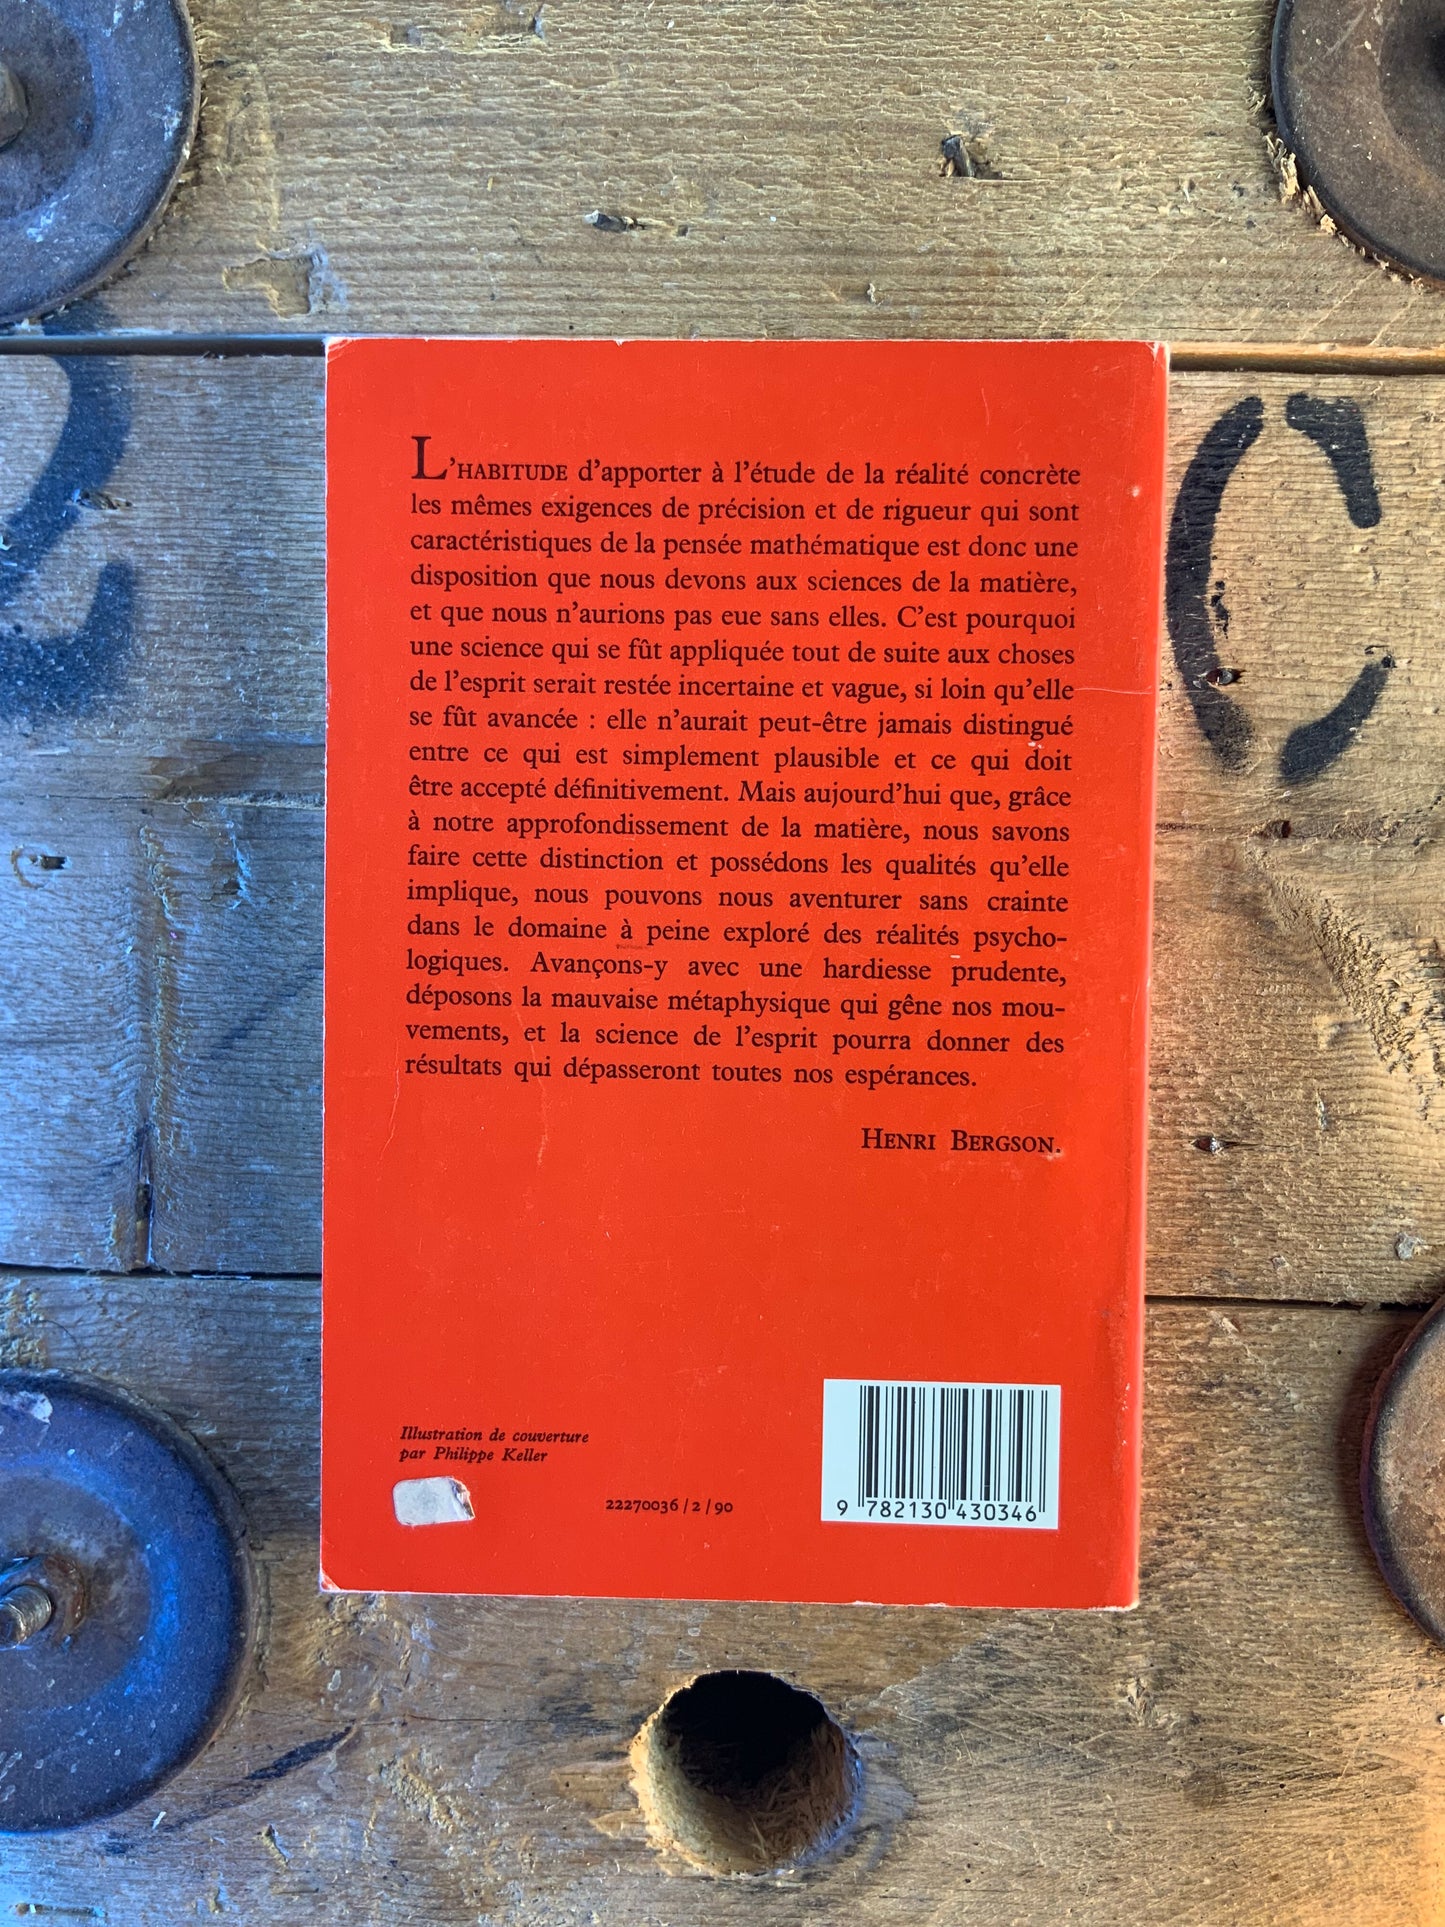 L'HABITUDE d'apporter à l'étude de la réalité concrète
les mêmes exigences de précision et de rigueur qui sont
caractéristiques de la pensée mathématique est donc une
disposition que nous devons aux sciences de la matière,
et que nous n'aurions pas eue sans elles. C'est pourquoi
une science qui se fût appliquée tout de suite aux choses
de l'esprit serait restée incertaine et vague, si loin qu'elle
se fût avancée : elle n'aurait peut-être jamais distingué
entre ce qui est simplement plausible et ce qui doit
être accepté définitivement. Mais aujourd'hui que, grâce
à notre approfondissement de la matière, nous savons
faire cette distinction et possédons les qualités qu'elle
implique, nous pouvons nous aventurer sans crainte
dans le domaine à peine exploré des réalités psycho-
logiques. Avançons-y avec une hardiesse prudente,
déposons la mauvaise métaphysique qui gêne nos mou-
vements, et la science de l'esprit pourra donner des
résultats qui dépasseront toutes nos espérances.
HENRI BERGSON.
Illustration de couverture
par Philippe Keller
22270036 / 2 / 90
9 782130 430346
C